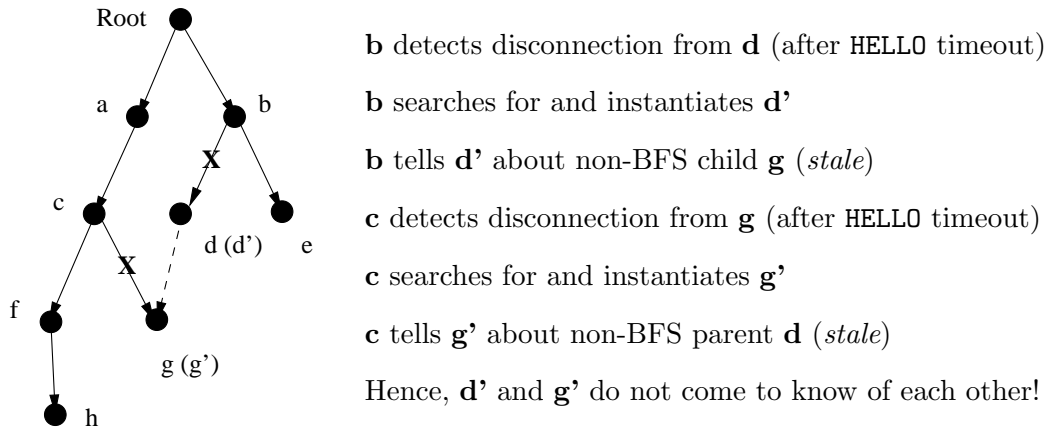 Root
a
b
X
c
d (d’)
e
X
f
g (g’)
h
b detects disconnection from d (after HELLO timeout)
b searches for and instantiates d’
b tells d’ about non-BFS child g (stale)
c detects disconnection from g (after HELLO timeout)
c searches for and instantiates g’
c tells g’ about non-BFS parent d (stale)
Hence, d’ and g’ do not come to know of each other!